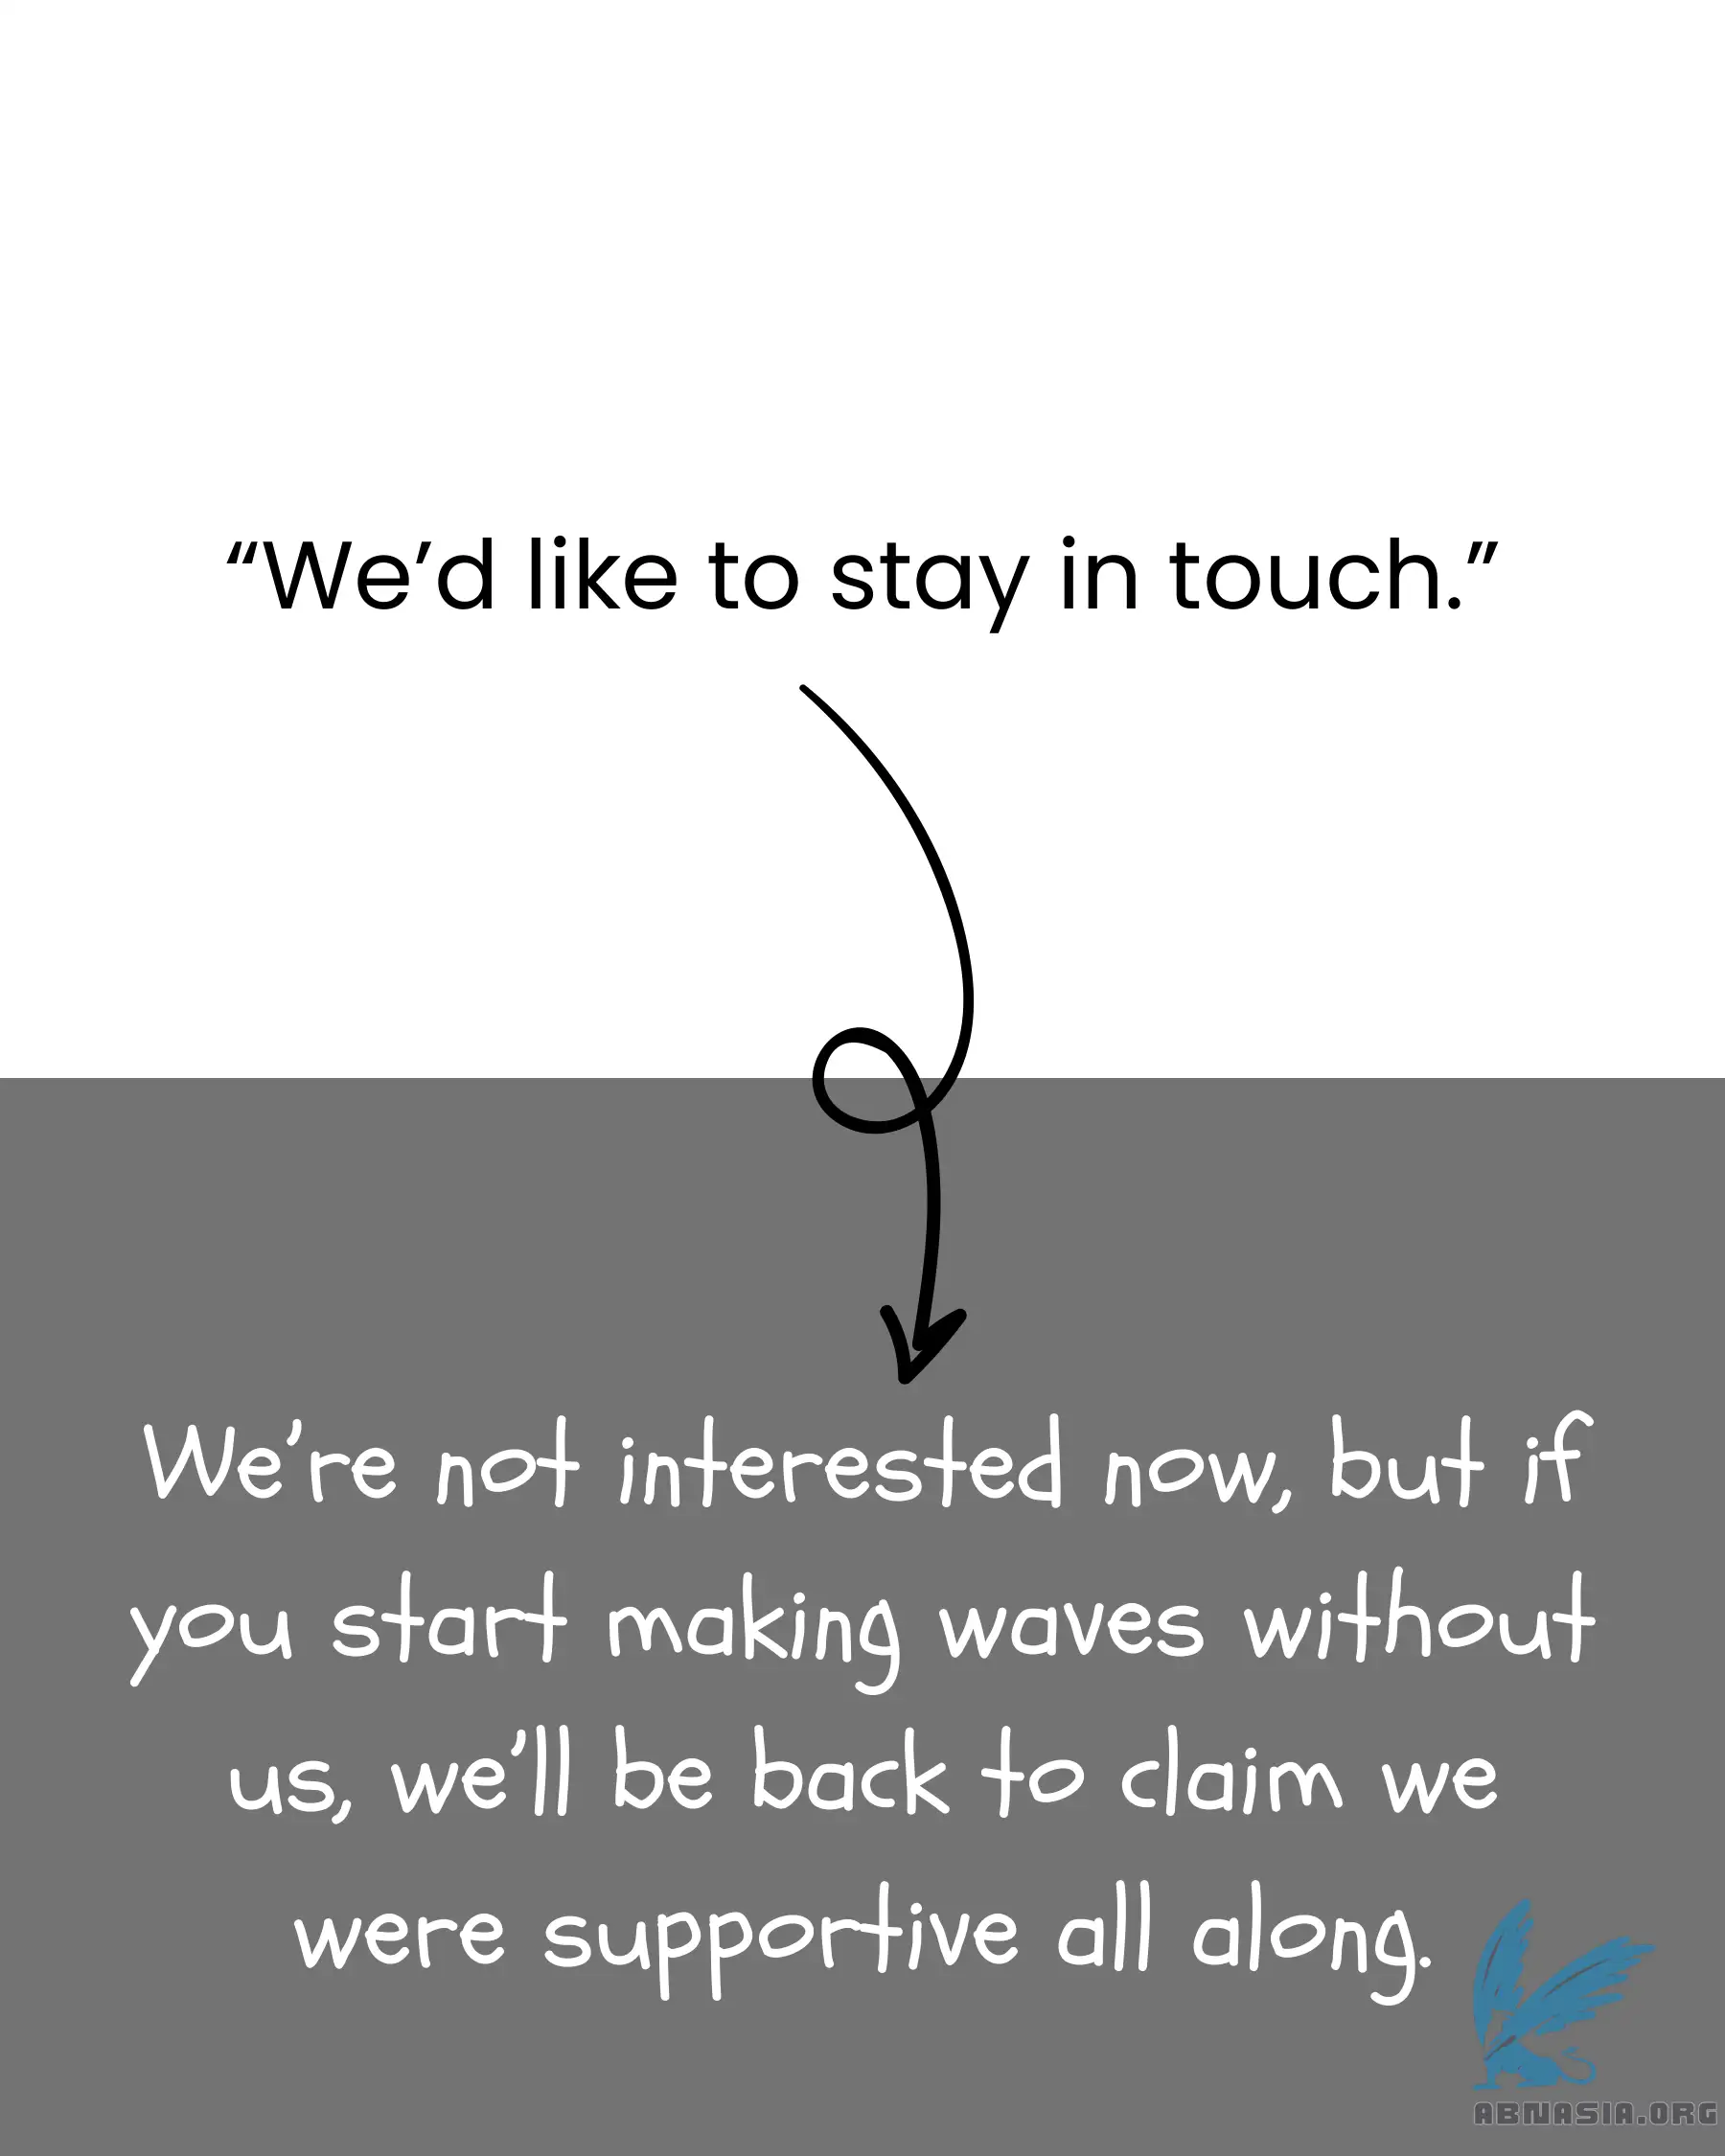 “We’d like to stay in touch.”
We’re not interested now, but if
you start making waves without
us, we’ll be back to claim we
were supportive all along.
ABNASIA.ORG